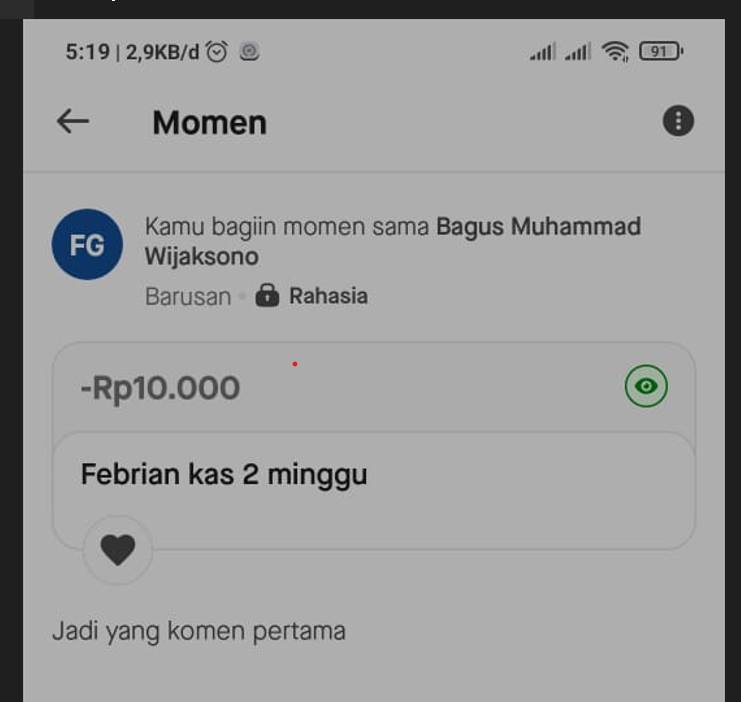 5:19 | 2,9KB/d
91
Momen
FG
Kamu bagiin momen sama Bagus Muhammad
Wijaksono
Barusan • Rahasia
-Rp10.000
Febrian kas 2 minggu
Jadi yang komen pertama